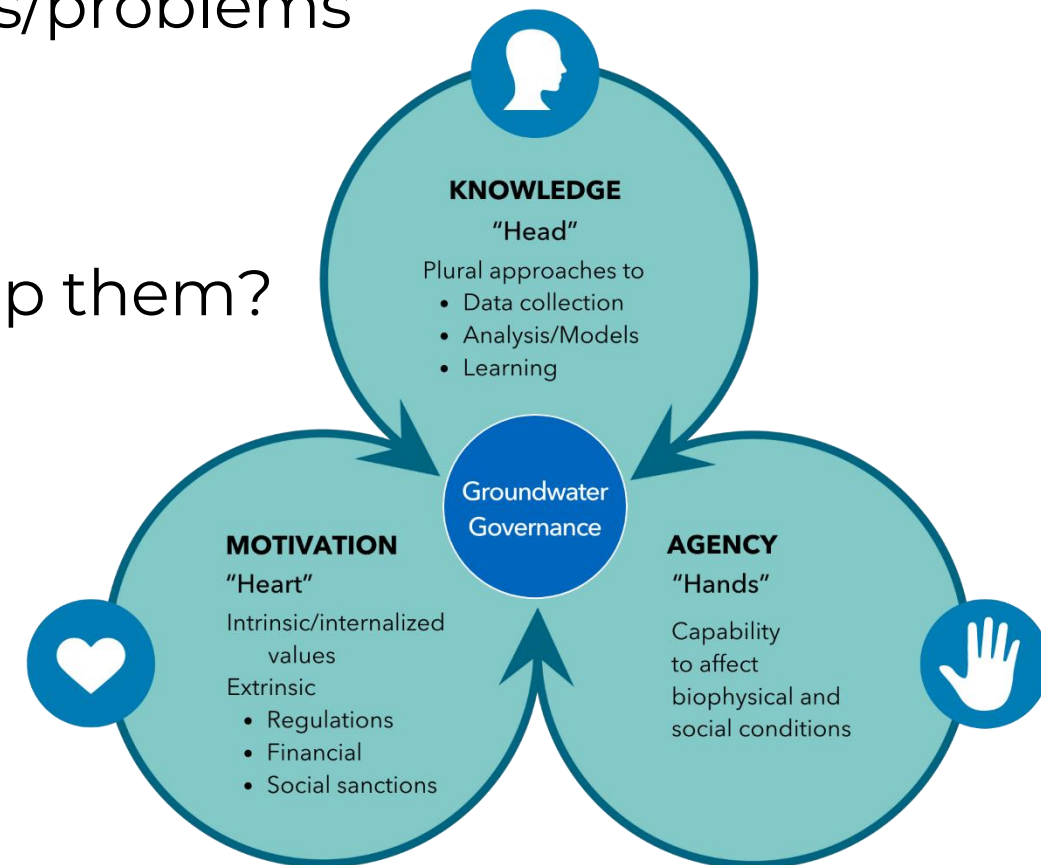 s/problems
p them?
KNOWLEDGE
"Head"
Plural approaches to
• Data collection
• Analysis/Models
• Learning
Groundwater
Governance
MOTIVATION
"Heart"
Intrinsic/internalized
values
Extrinsic
• Regulations
• Financial
• Social sanctions
AGENCY
"Hands"
Capability
to affect
biophysical and
social conditions